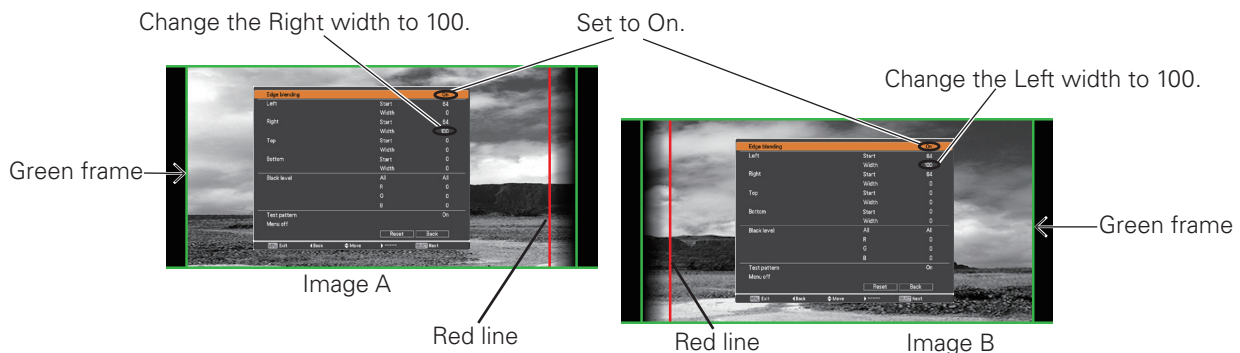 Change the Right width to 100.
Set to On.
Change the Left width to 100.
Green frame
Edge blending On
Left Start 64
Width 0
Right Start 64
Width 100
Top Start 0
Width 0
Bottom Start 0
Width 0
Black level All All
R 0
G 0
B 0
Test pattern On
Menu off
Reset Back
MENU Exit Back Move ------ SELECT Next
Image A
Red line
Edge blending On
Left Start 64
Width 100
Right Start 64
Width 0
Top Start 0
Width 0
Bottom Start 0
Width 0
Black level All All
R 0
G 0
B 0
Test pattern On
Menu off
Reset Back
MENU Exit Back Move ------ SELECT Next
Green frame
Red line
Image B